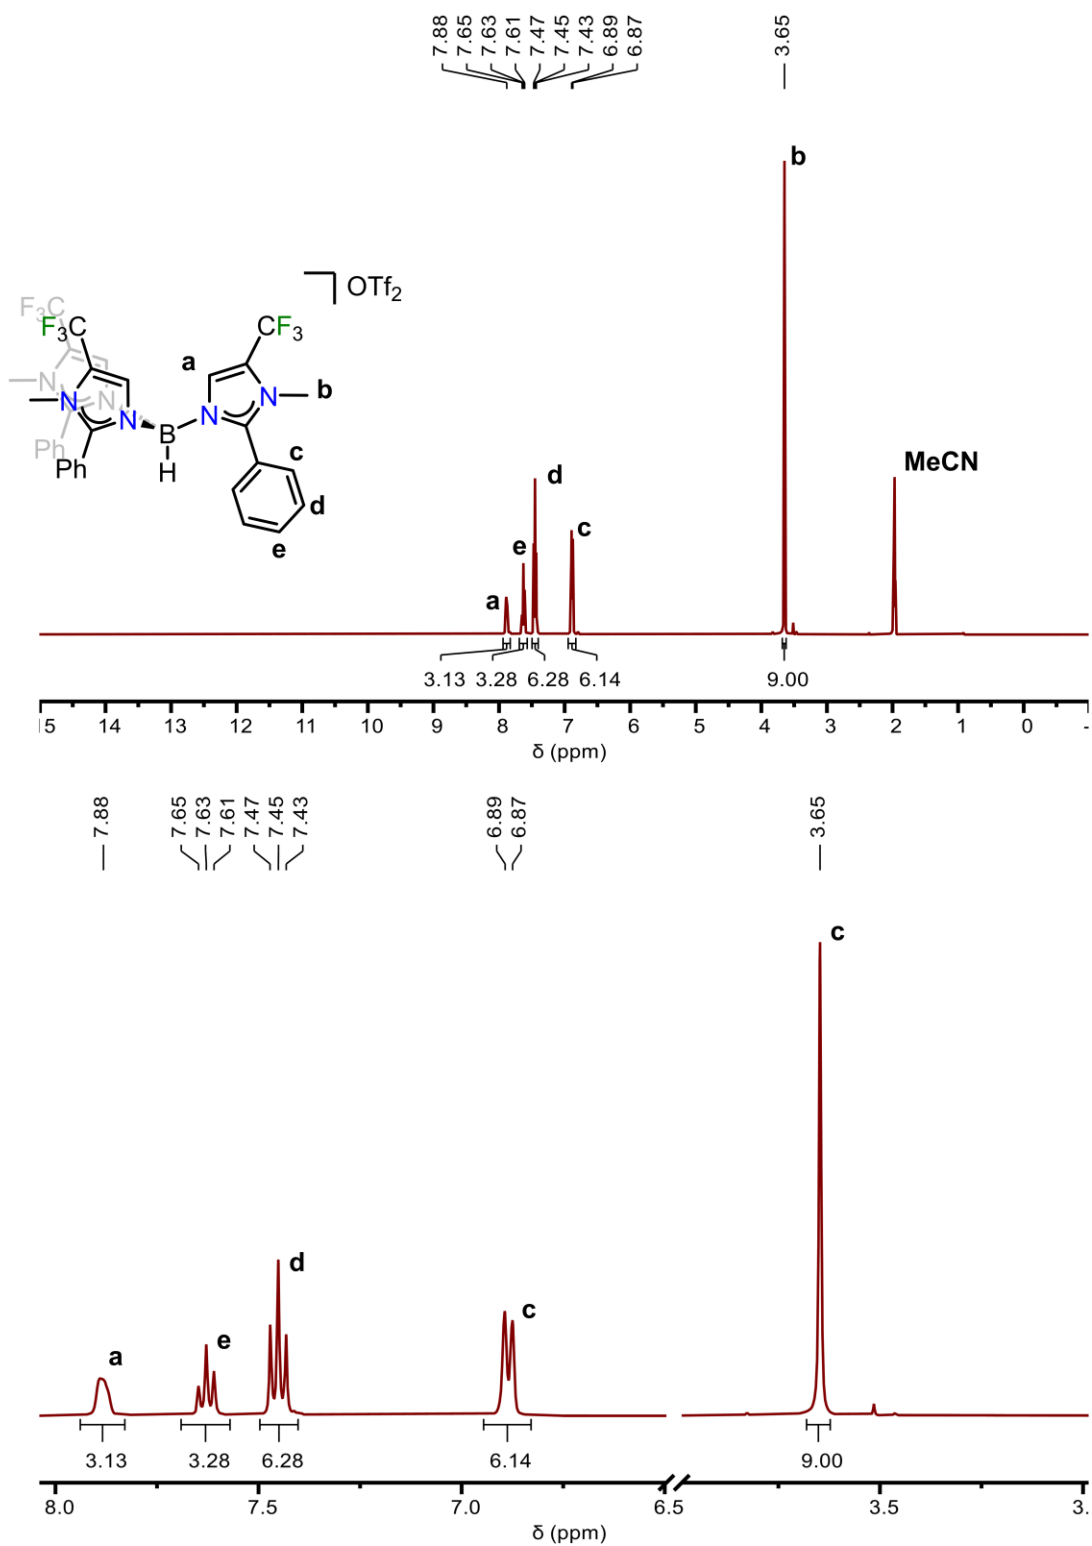 7.88
7.65
7.63
7.61
7.47
7.45
7.43
6.89
6.87
3.65
b
] OTf2
F3C
F3C
CF3
a
N
N
N
N
N
N
b
B
H
Ph
Ph
c
d
e
MeCN
d
c
e
a
3.13 3.28 6.28 6.14 9.00
15 14 13 12 11 10 9 8 7 6 5 4 3 2 1 0 -
δ (ppm)
7.88
7.65
7.63
7.61
7.47
7.45
7.43
6.89
6.87
3.65
c
d
c
e
a
3.13 3.28 6.28 6.14 9.00
8.0 7.5 7.0 6.5 3.5 3.
δ (ppm)